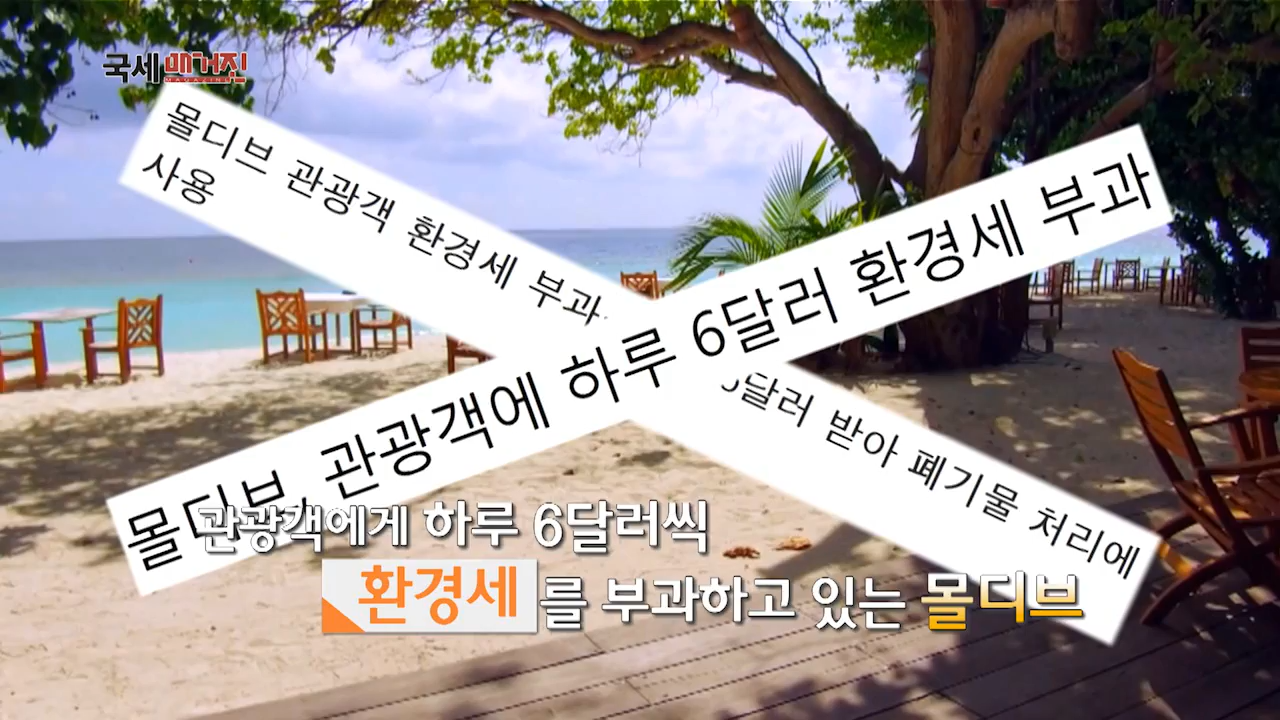 국세매거진
MAGAZINE
몰디브 관광객 환경세 부과
달러 받아 폐기물 처리에
사용
몰디브, 관광객에 하루 6달러 환경세 부과
관광객에게 하루 6달러씩
환경세를 부과하고 있는 몰디브